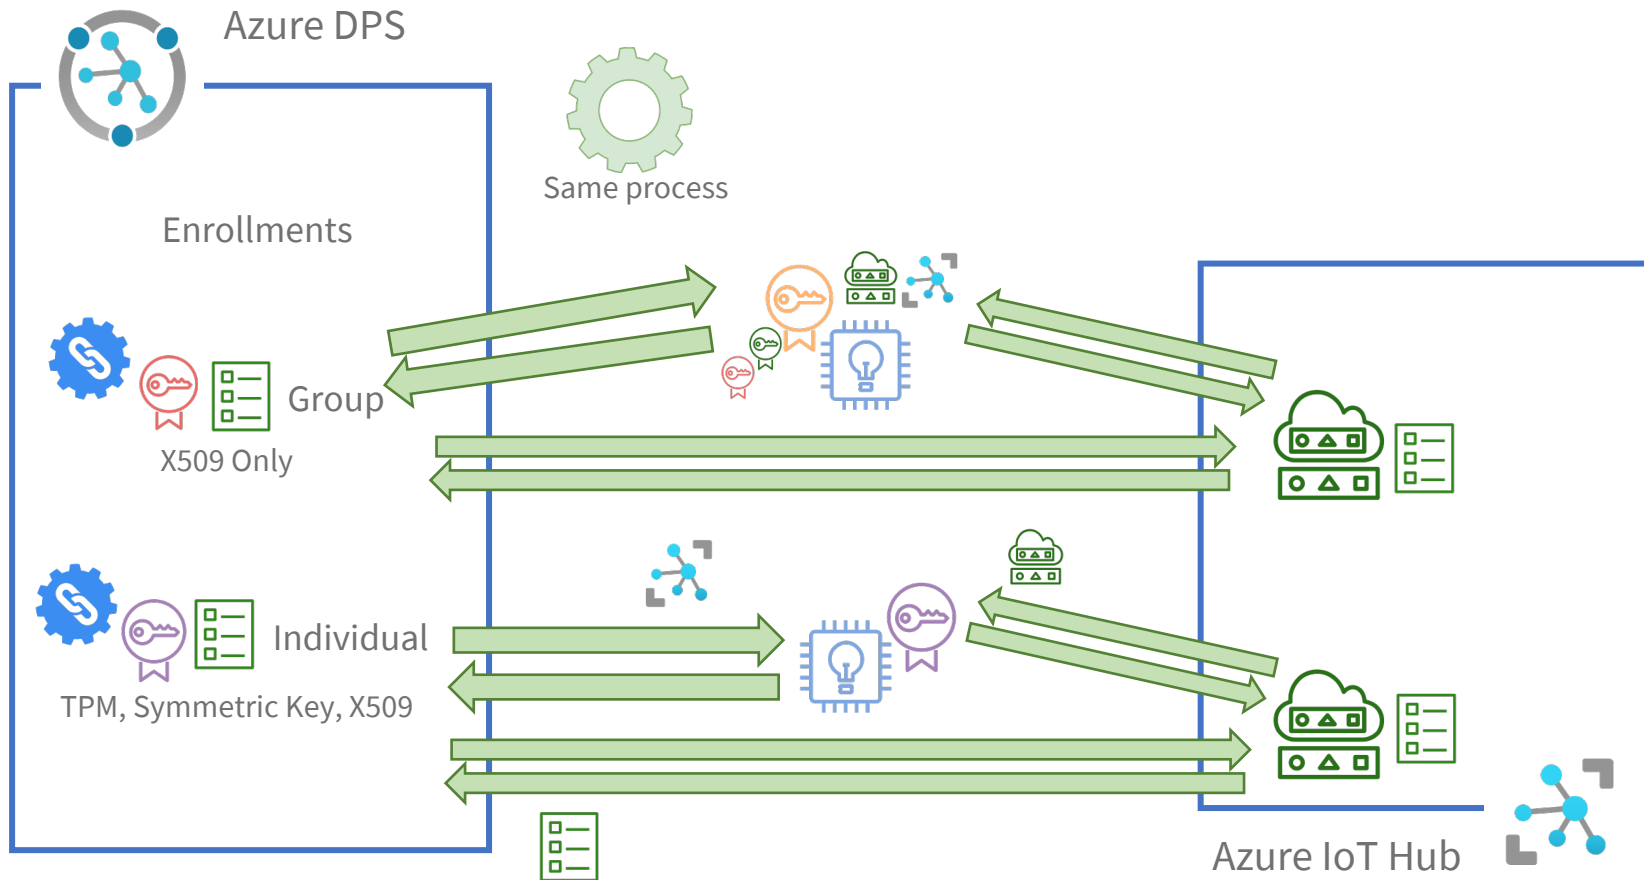 Azure DPS
Same process
Enrollments
Group
X509 Only
Individual
TPM, Symmetric Key, X509
Azure IoT Hub